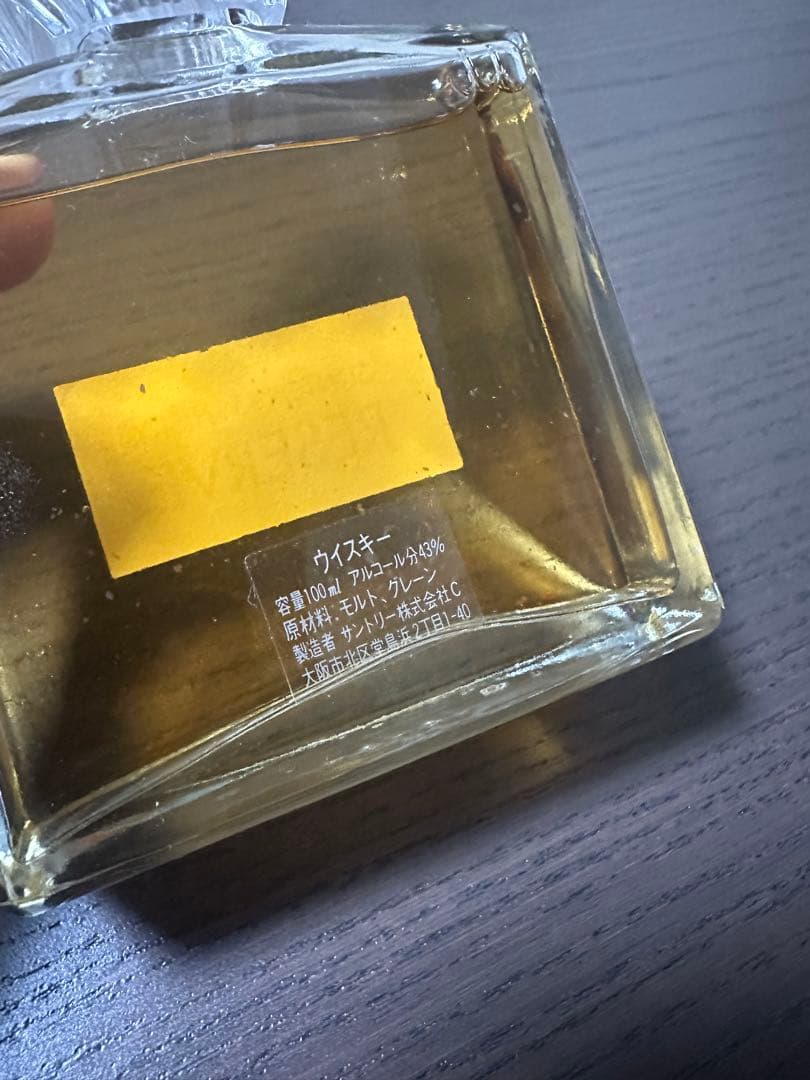 ウイスキー
容量100ml アルコール分43%
原材料:モルト、グレーン
製造者 サントリー株式会社C
大阪市北区堂島浜2丁目1-40